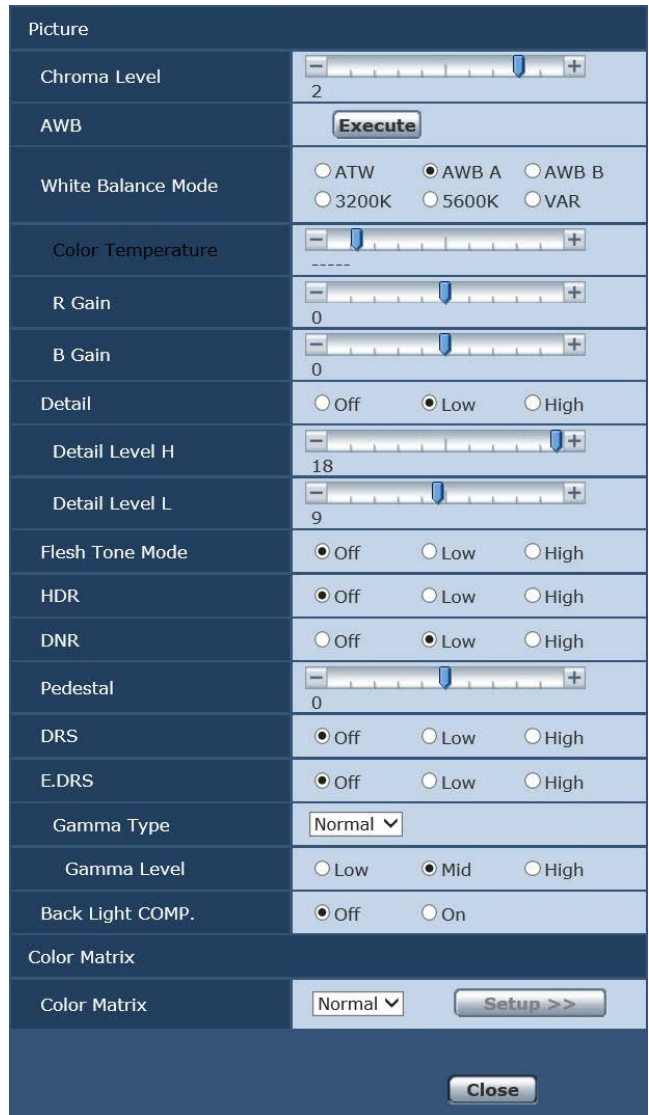 Picture
Chroma Level
2
AWB Execute
White Balance Mode
ATW AWB A AWB B
3200K 5600K VAR
Color Temperature
-----
R Gain
0
B Gain
0
Detail Off Low High
Detail Level H
18
Detail Level L
9
Flesh Tone Mode Off Low High
HDR Off Low High
DNR Off Low High
Pedestal
0
DRS Off Low High
E.DRS Off Low High
Gamma Type Normal
Gamma Level Low Mid High
Back Light COMP. Off On
Color Matrix
Color Matrix Normal Setup >>
Close